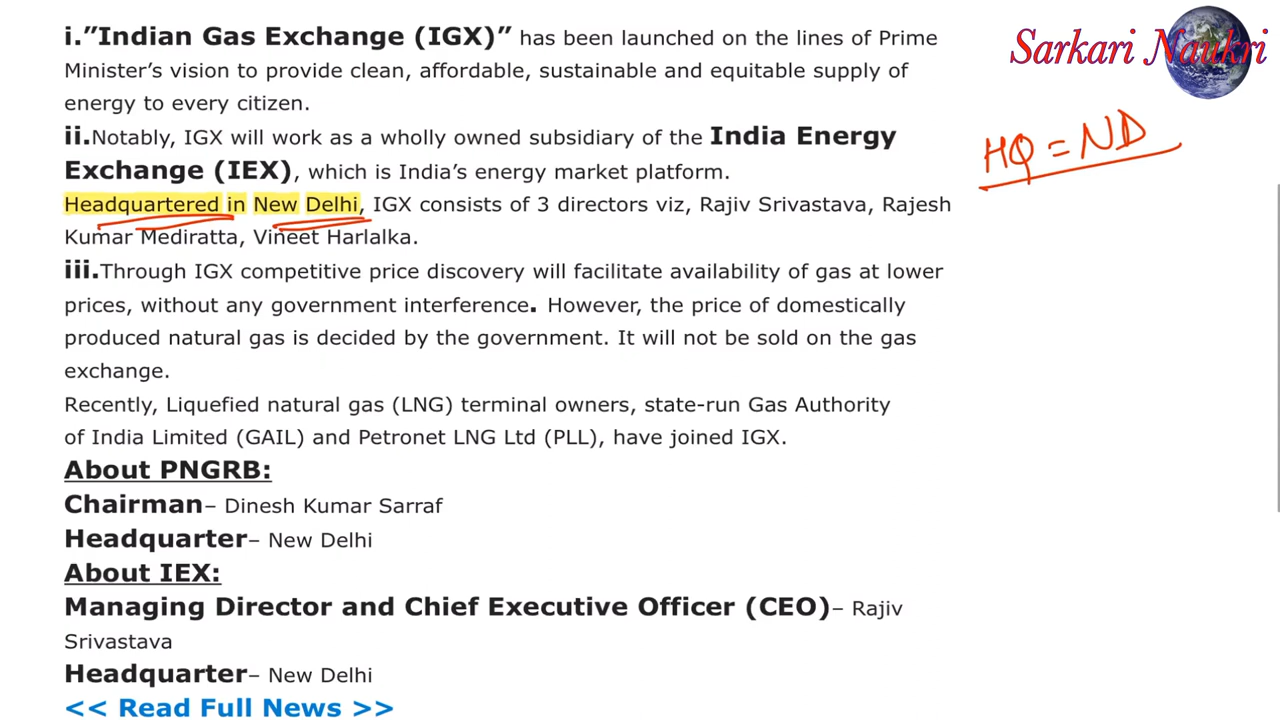 i.”Indian Gas Exchange (IGX)” has been launched on the lines of Prime
Minister’s vision to provide clean, affordable, sustainable and equitable supply of
energy to every citizen.
ii.Notably, IGX will work as a wholly owned subsidiary of the India Energy
Exchange (IEX), which is India’s energy market platform.
Headquartered in New Delhi, IGX consists of 3 directors viz, Rajiv Srivastava, Rajesh
Kumar Mediratta, Vineet Harlalka.
iii.Through IGX competitive price discovery will facilitate availability of gas at lower
prices, without any government interference. However, the price of domestically
produced natural gas is decided by the government. It will not be sold on the gas
exchange.
Recently, Liquefied natural gas (LNG) terminal owners, state-run Gas Authority
of India Limited (GAIL) and Petronet LNG Ltd (PLL), have joined IGX.
About PNGRB:
Chairman– Dinesh Kumar Sarraf
Headquarter– New Delhi
About IEX:
Managing Director and Chief Executive Officer (CEO)– Rajiv
Srivastava
Headquarter– New Delhi
<< Read Full News >>
Sarkari Naukri
HQ = ND